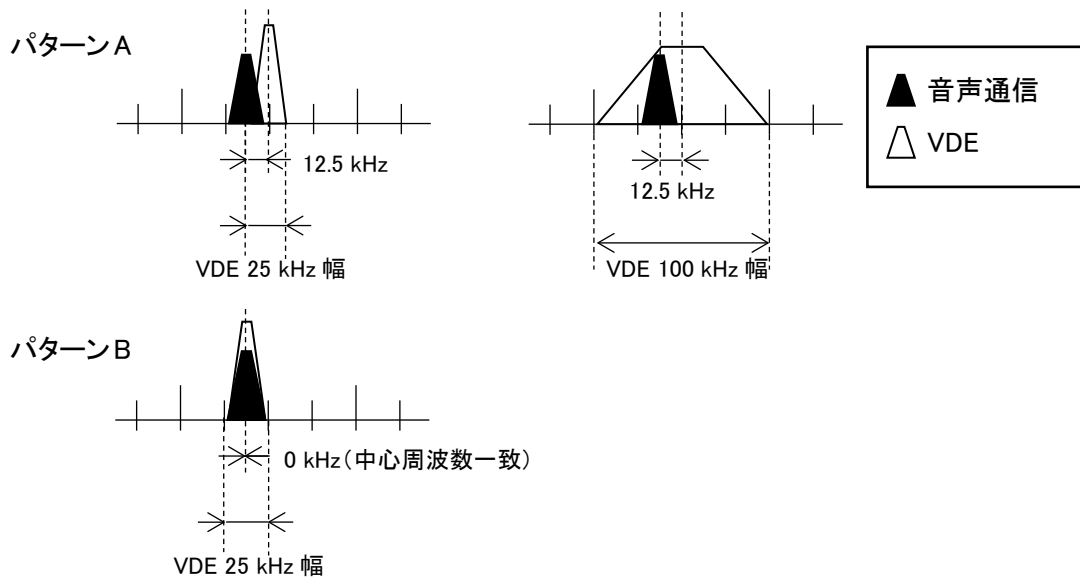 パターンA
12.5 kHz
VDE 25 kHz 幅
12.5 kHz
VDE 100 kHz 幅
音声通信
VDE
パターンB
0 kHz（中心周波数一致）
VDE 25 kHz 幅